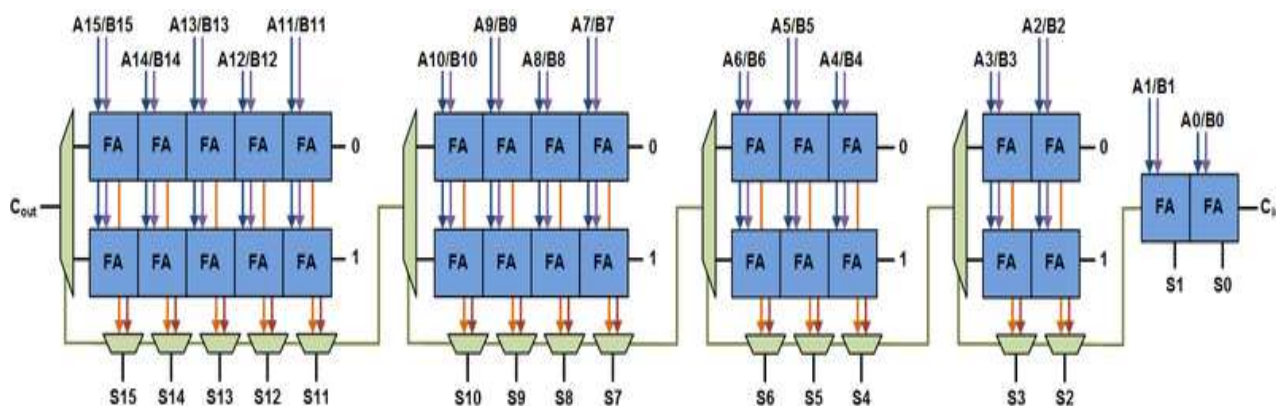 A15/B15 A13/B13 A11/B11 A9/B9 A7/B7 A5/B5 A2/B2
A14/B14 A12/B12 A10/B10 A8/B8 A6/B6 A4/B4 A3/B3
A1/B1
A0/B0
FA FA FA FA FA 0 FA FA FA FA 0 FA FA FA 0 FA FA 0
Cout FA FA C
FA FA FA FA FA 1 FA FA FA FA 1 FA FA FA 1 FA FA 1
S1 S0
S15 S14 S13 S12 S11 S10 S9 S8 S7 S6 S5 S4 S3 S2